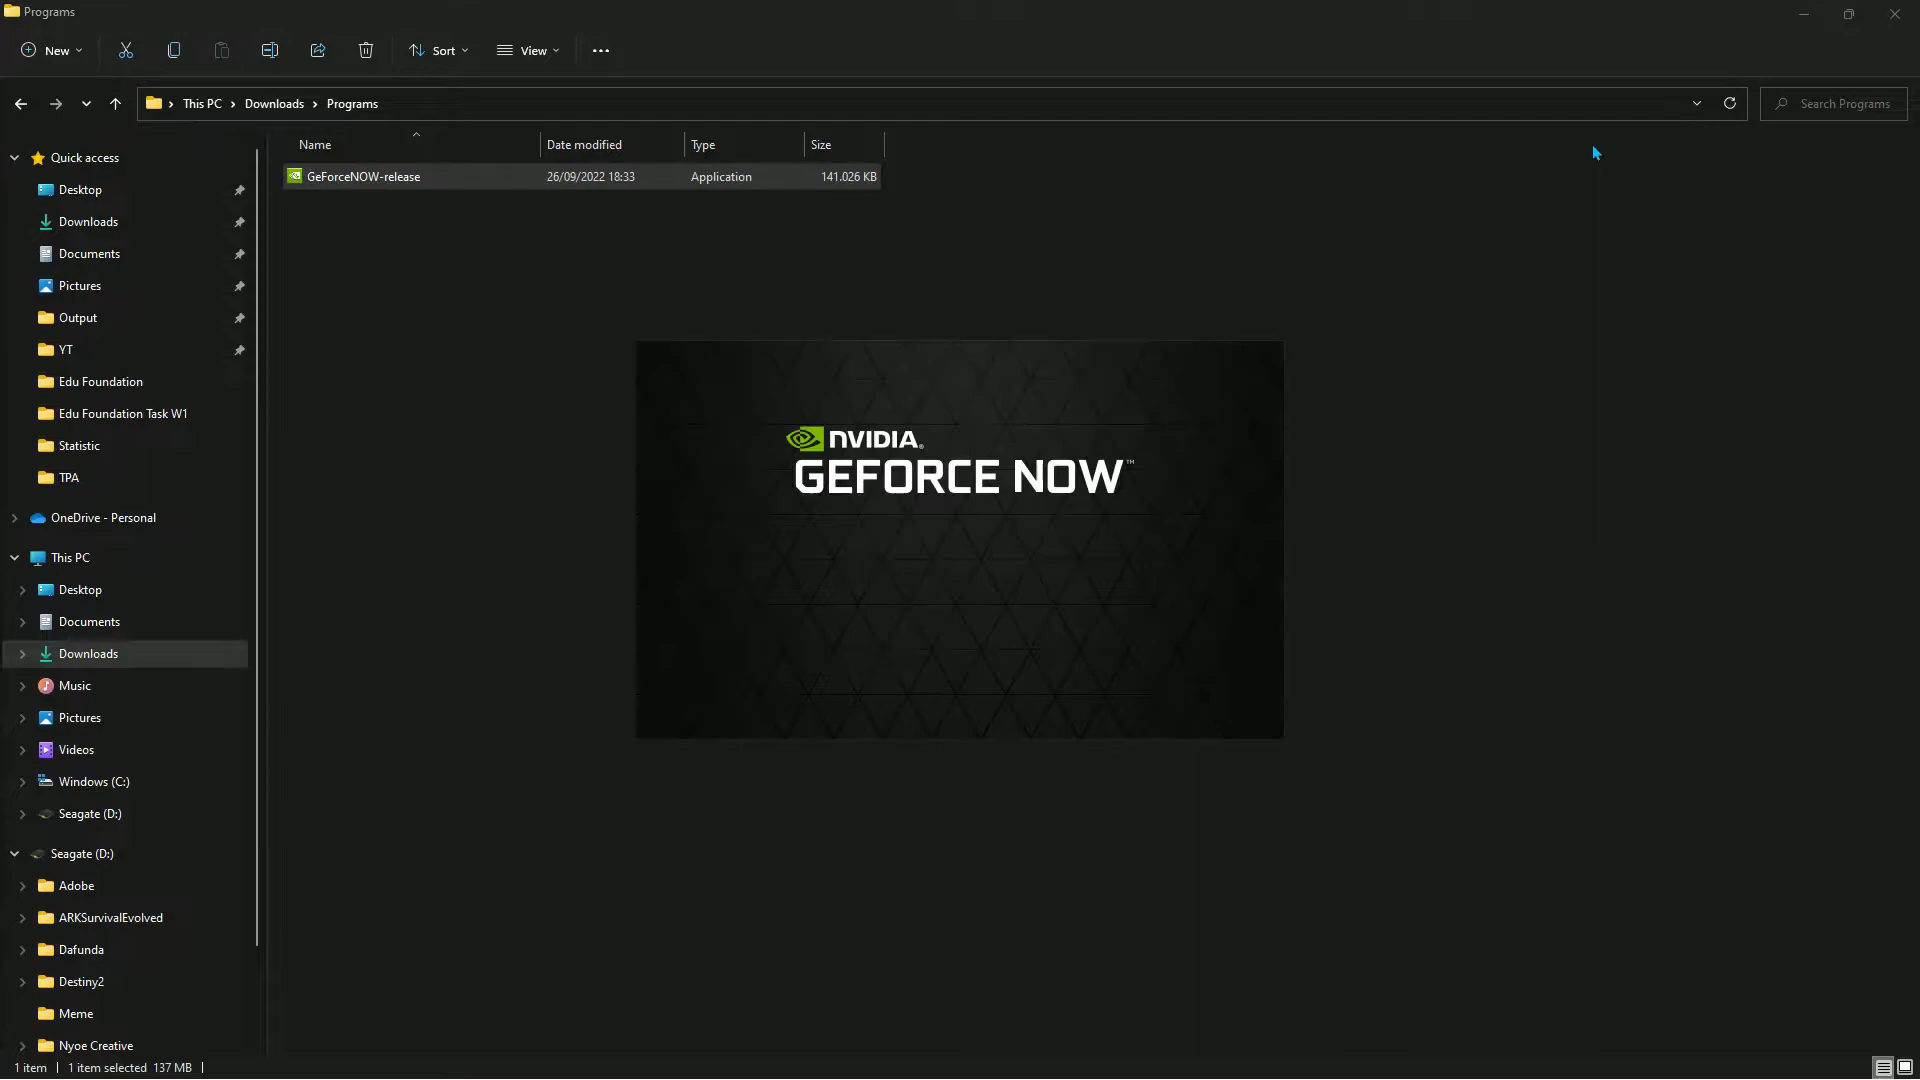 Programs
New
Sort
View
This PC
Downloads
Programs
Search Programs
Name
Date modified
Type
Size
GeForceNOW-release
26/09/2022 18:33
Application
141.026 KB
Quick access
Desktop
Downloads
Documents
Pictures
Output
YT
Edu Foundation
Edu Foundation Task W1
Statistic
TPA
OneDrive - Personal
This PC
Desktop
Documents
Downloads
Music
Pictures
Videos
Windows (C:)
Seagate (D:)
Seagate (D:)
Adobe
ARKSurvivalEvolved
Dafunda
Destiny2
Meme
Nyoe Creative
NVIDIA.
GEFORCE NOW™
1 item
1 item selected 137 MB